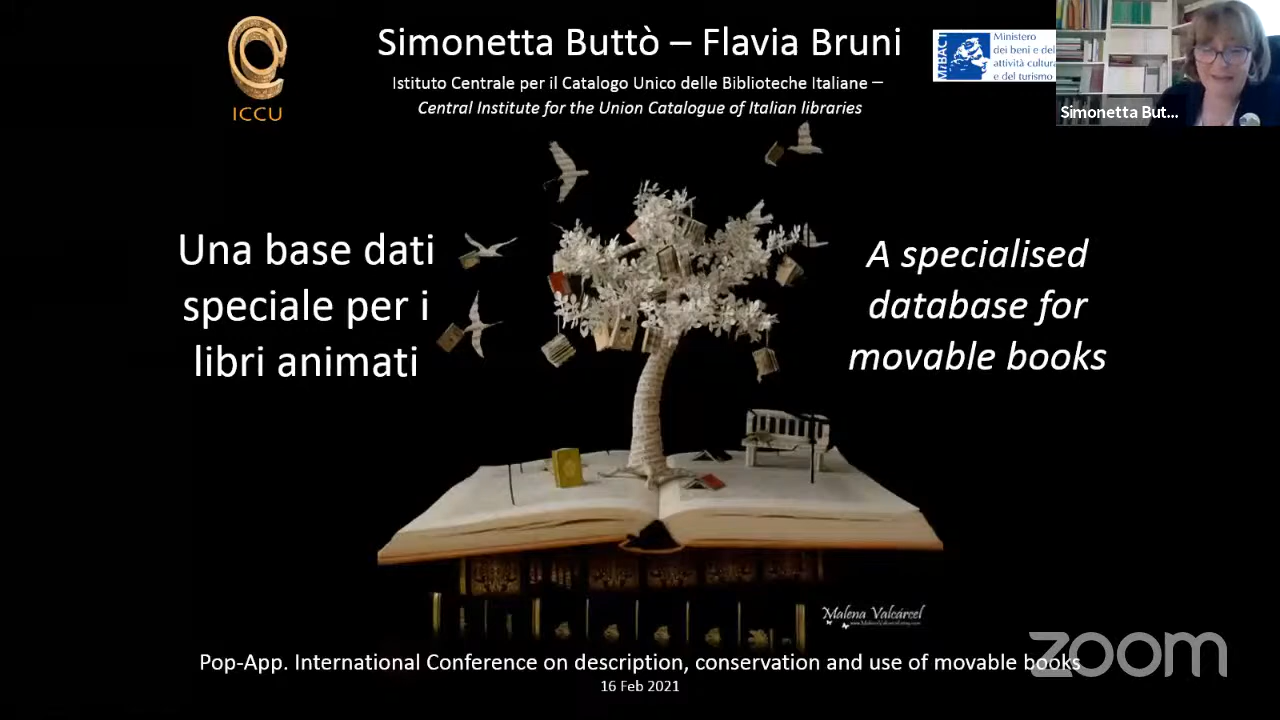 Simonetta Buttò – Flavia Bruni
Istituto Centrale per il Catalogo Unico delle Biblioteche Italiane –
Central Institute for the Union Catalogue of Italian libraries
ICCU
MiBACT
Ministero
dei beni e del
attività cultura
e del turismo
Simonetta But...
Una base dati
speciale per i
libri animati
A specialised
database for
movable books
Malena Valcárcel
Pop-App. International Conference on description, conservation and use of movable books
16 Feb 2021
zoom